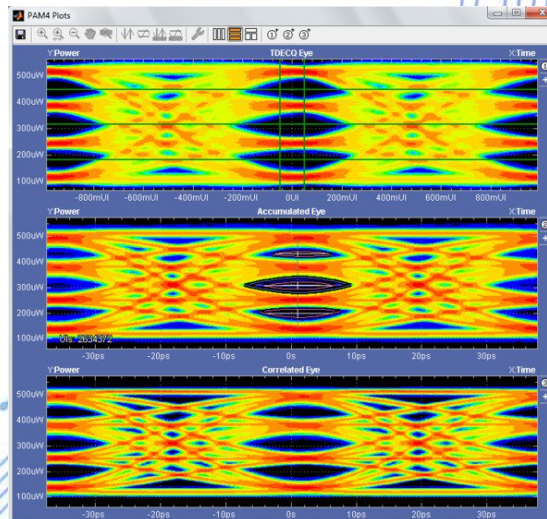 PAM4 Plots
Y:Power TDECQ Eye X:Time
500uW
400uW
300uW
200uW
100uW
-800mUI -600mUI -400mUI -200mUI 0UI 200mUI 400mUI 600mUI 800mUI
Y:Power Accumulated Eye X:Time
500uW
400uW
300uW
200uW
100uW
UIs: 2634372
-30ps -20ps -10ps 0s 10ps 20ps 30ps
Y:Power Correlated Eye X:Time
500uW
400uW
300uW
200uW
100uW
-30ps -20ps -10ps 0s 10ps 20ps 30ps